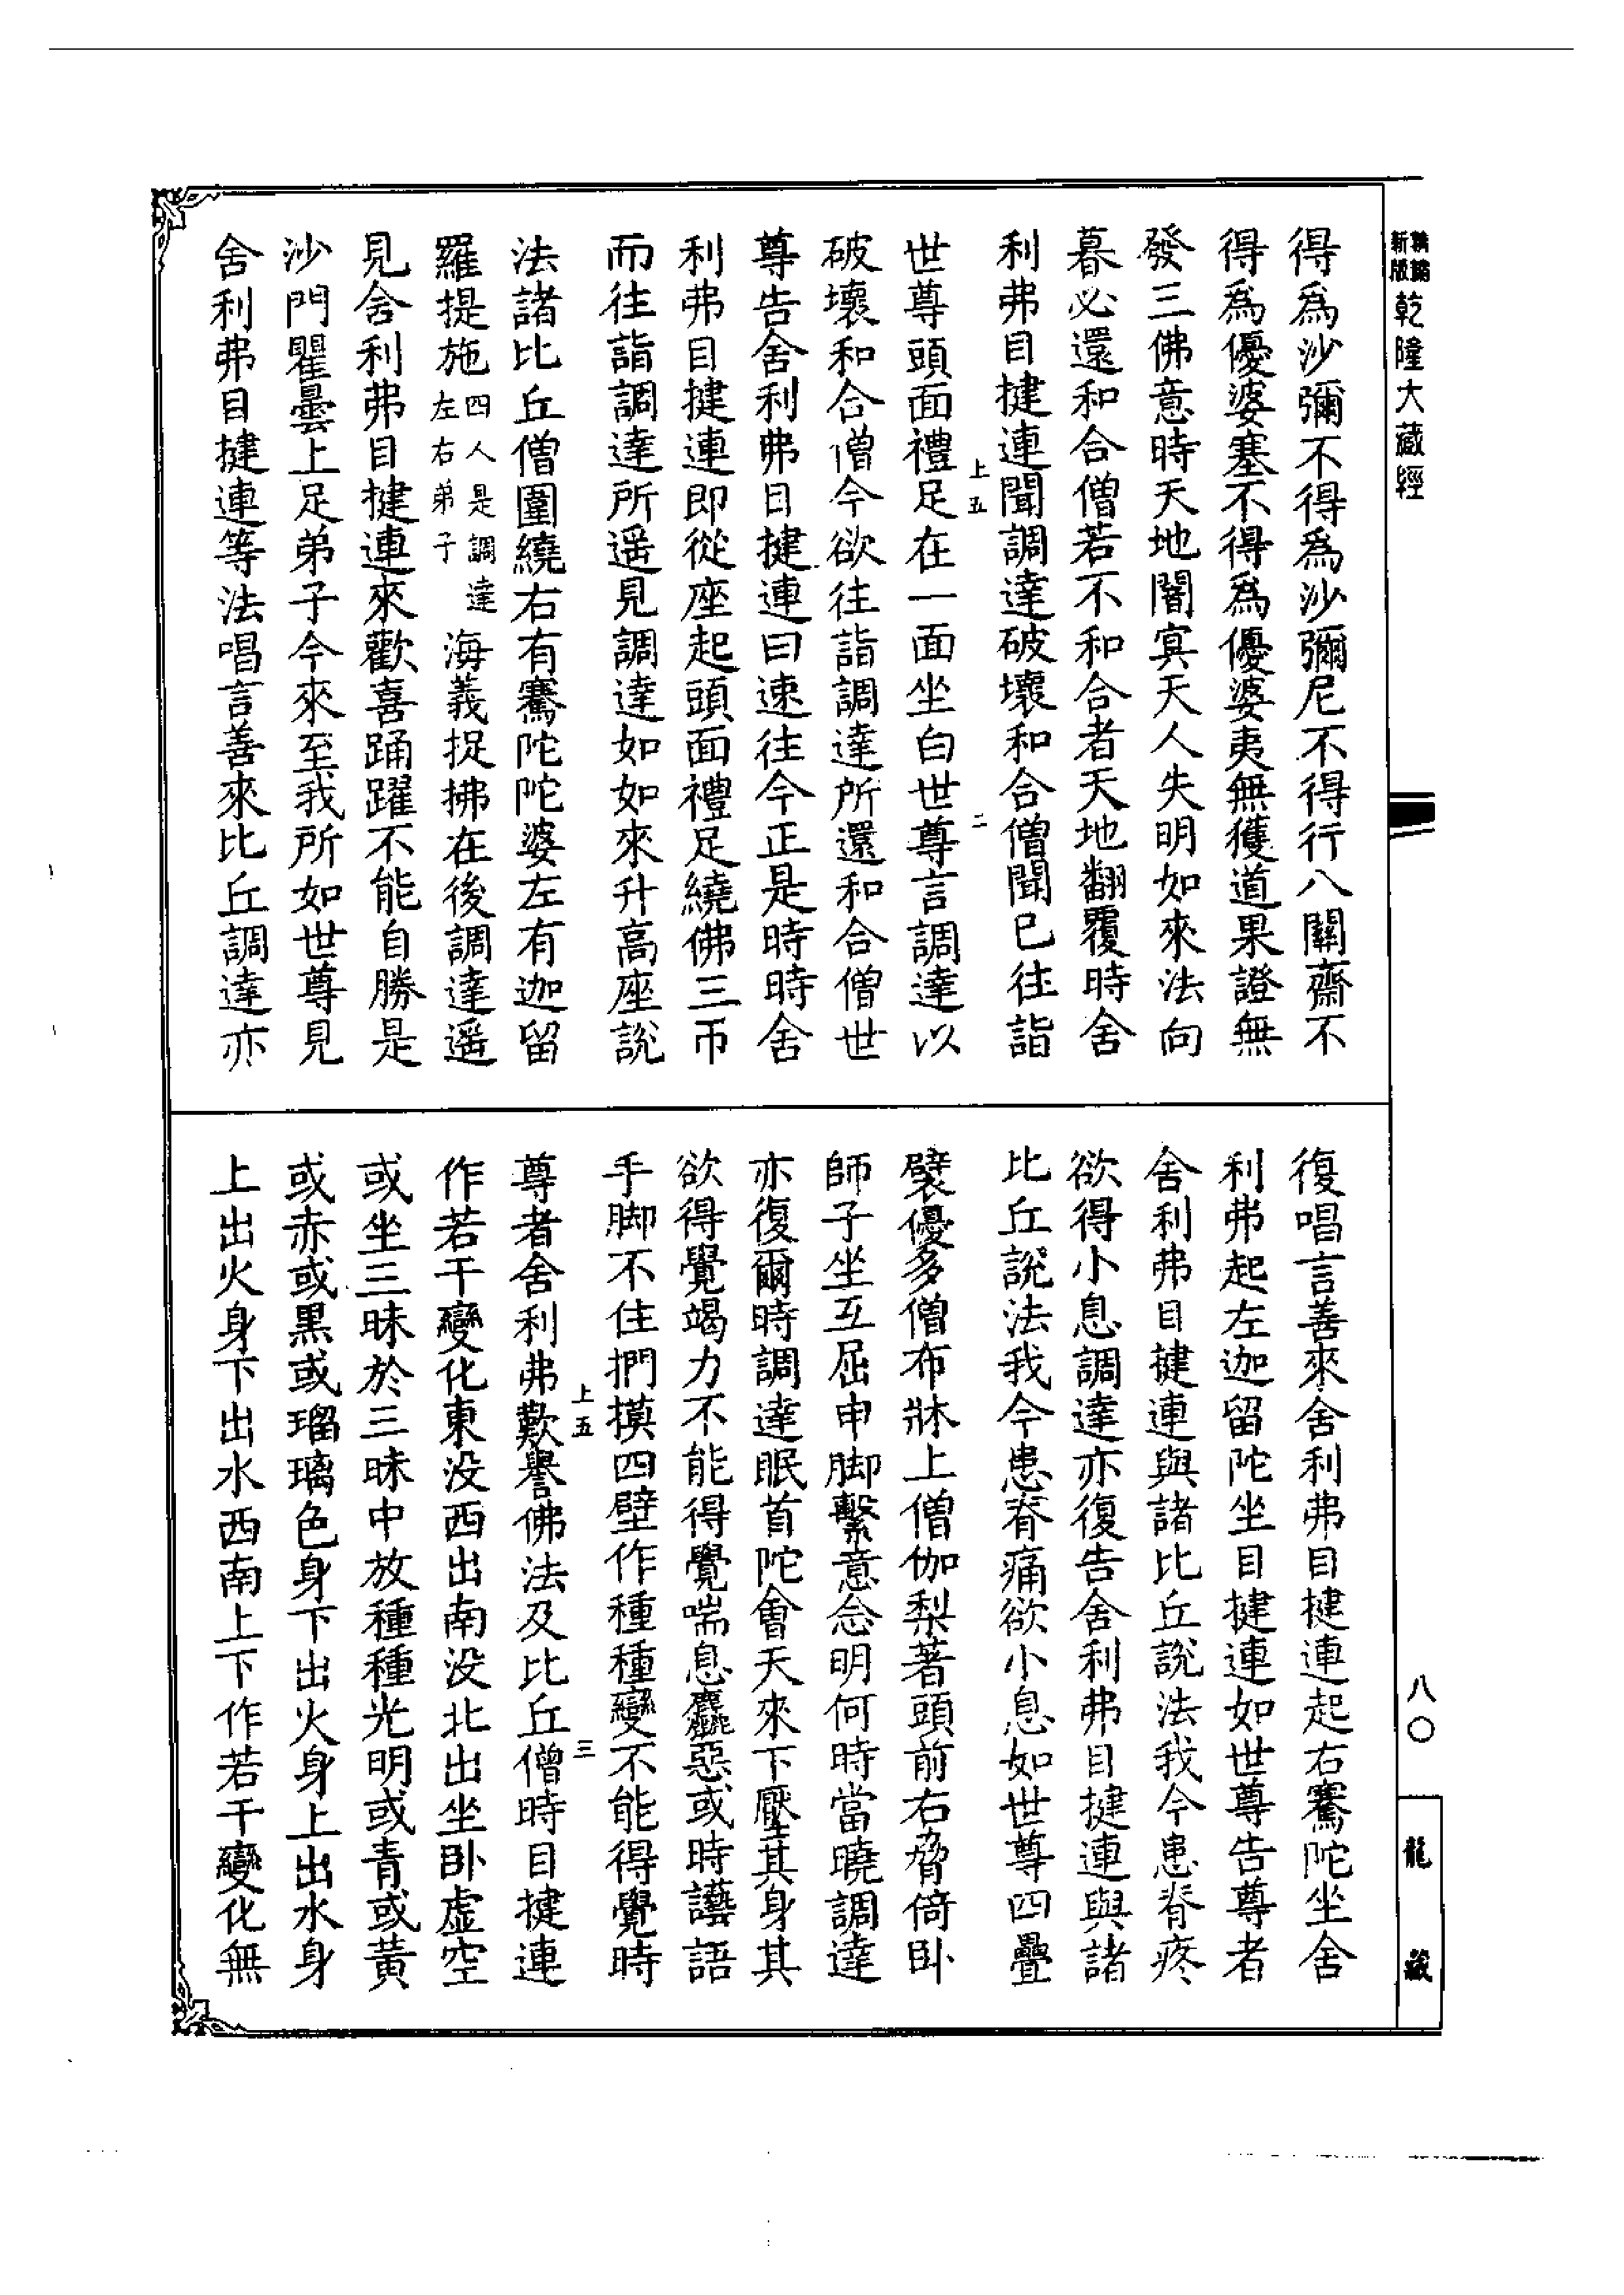 新版精編乾隆大藏經
得爲沙彌不得爲沙彌尼不得行八關齋不
得爲優婆塞不得爲優婆夷無獲道果證無
發三佛意時天地闇冥天人失明如來法向
暮必還和合僧若不和合者天地翻覆時舍
利弗目揵連聞調達破壞和合僧聞已往詣
上五 二
世尊頭面禮足在一面坐白世尊言調達以
破壞和合僧今欲往詣調達所還和合僧世
尊告舍利弗目揵連曰速往今正是時時舍
利弗目揵連即從座起頭面禮足繞佛三帀
而往詣調達所遥見調達如如來升高座說
法諸比丘僧圍繞右有騫陀陀婆左有迦留
羅提施四人是調達左右弟子海義捉拂在後調達遥
見舍利弗目揵連來歡喜踊躍不能自勝是
沙門瞿曇上足弟子今來至我所如世尊見
舍利弗目揵連等法唱言善來比丘調達亦
復唱言善來舍利弗目揵連起右騫陀坐舍
利弗起左迦留陀坐目揵連如世尊告尊者
舍利弗目揵連與諸比丘說法我今患脊疼
欲得小息調達亦復告舍利弗目揵連與諸
比丘說法我今患脊痛欲小息如世尊四疊
襞優多僧布牀上僧伽梨著頭前右脅倚卧
師子坐互屈申脚繫意念明何時當曉調達
亦復爾時調達眠首陀會天來下壓其身其
欲得覺竭力不能得覺喘息麤惡或時讛語
手脚不住捫摸四壁作種種變不能得覺時
上五 三
尊者舍利弗歎譽佛法及比丘僧時目揵連
作若干變化東没西出南没北出坐卧虚空
或坐三昧於三昧中放種種光明或青或黃
或赤或黑或瑠璃色身下出火身上出水身
上出火身下出水西南上下作若干變化無
八〇
龍藏